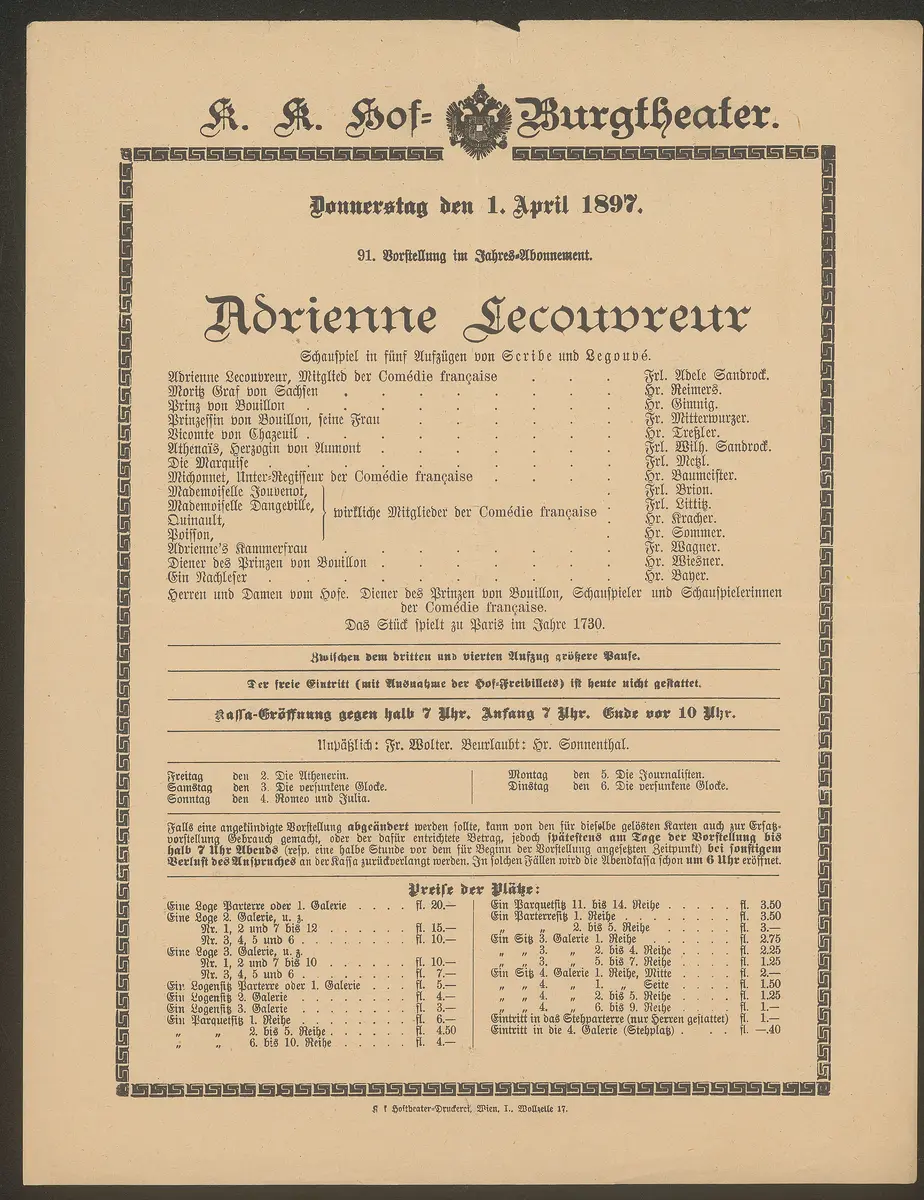 K. K. Hof-Burgtheater.
Donnerstag den 1. April 1897.
91. Vorstellung im Jahres-Abonnement.
Adrienne Lecouvreur
Schauspiel in fünf Aufzügen von Scribe und Legouvé.
Adrienne Lecouvreur, Mitglied der Comédie française . . . Frl. Adele Sandrock.
Moritz Graf von Sachsen . . . Hr. Reimers.
Prinz von Bouillon . . . Hr. Gimnig.
Prinzessin von Bouillon, seine Frau . . . Fr. Mitterwurzer.
Vicomte von Chazeuil . . . Hr. Treßler.
Athenaïs, Herzogin von Aumont . . . Frl. Wilh. Sandrock.
Die Marquise . . . Frl. Metzl.
Michonnet, Unter-Regisseur der Comédie française . . . Hr. Baumeister.
Mademoiselle Jouvenot, Frl. Brion.
Mademoiselle Dangeville, Frl. Littitz.
wirkliche Mitglieder der Comédie française
Quinault, Hr. Kracher.
Poisson, Hr. Sommer.
Adrienne's Kammerfrau . . . Fr. Wagner.
Diener des Prinzen von Bouillon . . . Hr. Wiesner.
Ein Nachleser . . . Hr. Bayer.
Herren und Damen vom Hofe. Diener des Prinzen von Bouillon, Schauspieler und Schauspielerinnen
der Comédie française.
Das Stück spielt zu Paris im Jahre 1730.
Zwischen dem dritten und vierten Aufzug größere Pause.
Der freie Eintritt (mit Ausnahme der Hof-Freibillets) ist heute nicht gestattet.
Kassa-Eröffnung gegen halb 7 Uhr. Anfang 7 Uhr. Ende vor 10 Uhr.
Unpäßlich: Fr. Wolter. Beurlaubt: Hr. Sonnenthal.
Freitag den 2. Die Athenerin.
Samstag den 3. Die versunkene Glocke.
Sonntag den 4. Romeo und Julia.
Montag den 5. Die Journalisten.
Dinstag den 6. Die versunkene Glocke.
Falls eine angekündigte Vorstellung abgeändert werden sollte, kann von den für dieselbe gelösten Karten auch zur Ersatz-
vorstellung Gebrauch gemacht, oder der dafür entrichtete Betrag, jedoch spätestens am Tage der Vorstellung bis
halb 7 Uhr Abends (resp. eine halbe Stunde vor dem für Beginn der Vorstellung angesetzten Zeitpunkt) bei sonstigem
Verlust des Anspruches an der Kassa zurückverlangt werden. In solchen Fällen wird die Abendkassa schon um 6 Uhr eröffnet.
Preise der Plätze:
Eine Loge Parterre oder 1. Galerie . . . . fl. 20.—
Eine Loge 2. Galerie, u. z.
Nr. 1, 2 und 7 bis 12 . . . . fl. 15.—
Nr. 3, 4, 5 und 6 . . . . fl. 10.—
Eine Loge 3. Galerie, u. z.
Nr. 1, 2 und 7 bis 10 . . . . fl. 10.—
Nr. 3, 4, 5 und 6 . . . . fl. 7.—
Ein Logensitz Parterre oder 1. Galerie . . . . fl. 5.—
Ein Logensitz 2. Galerie . . . . fl. 4.—
Ein Logensitz 3. Galerie . . . . fl. 3.—
Ein Parquetsitz 1. Reihe . . . . fl. 6.—
„ „ 2. bis 5. Reihe . . . . fl. 4.50
„ „ 6. bis 10. Reihe . . . . fl. 4.—
Ein Parquetsitz 11. bis 14. Reihe . . . . fl. 3.50
Ein Parterresitz 1. Reihe . . . . fl. 3.50
„ „ 2. bis 5. Reihe . . . . fl. 3.—
Ein Sitz 3. Galerie 1. Reihe . . . . fl. 2.75
„ „ 3. „ 2. bis 4. Reihe . . . . fl. 2.25
„ „ 3. „ 5. bis 7. Reihe . . . . fl. 1.25
Ein Sitz 4. Galerie 1. Reihe, Mitte . . . . fl. 2.—
„ „ 4. „ 1. „ Seite . . . . fl. 1.50
„ „ 4. „ 2. bis 5. Reihe . . . . fl. 1.25
„ „ 4. „ 6. bis 9. Reihe . . . . fl. 1.—
Eintritt in das Stehparterre (nur Herren gestattet) fl. 1.—
Eintritt in die 4. Galerie (Stehplatz) . . . fl. —.40
K k Hoftheater-Druckerei, Wien, I., Wollzeile 17.